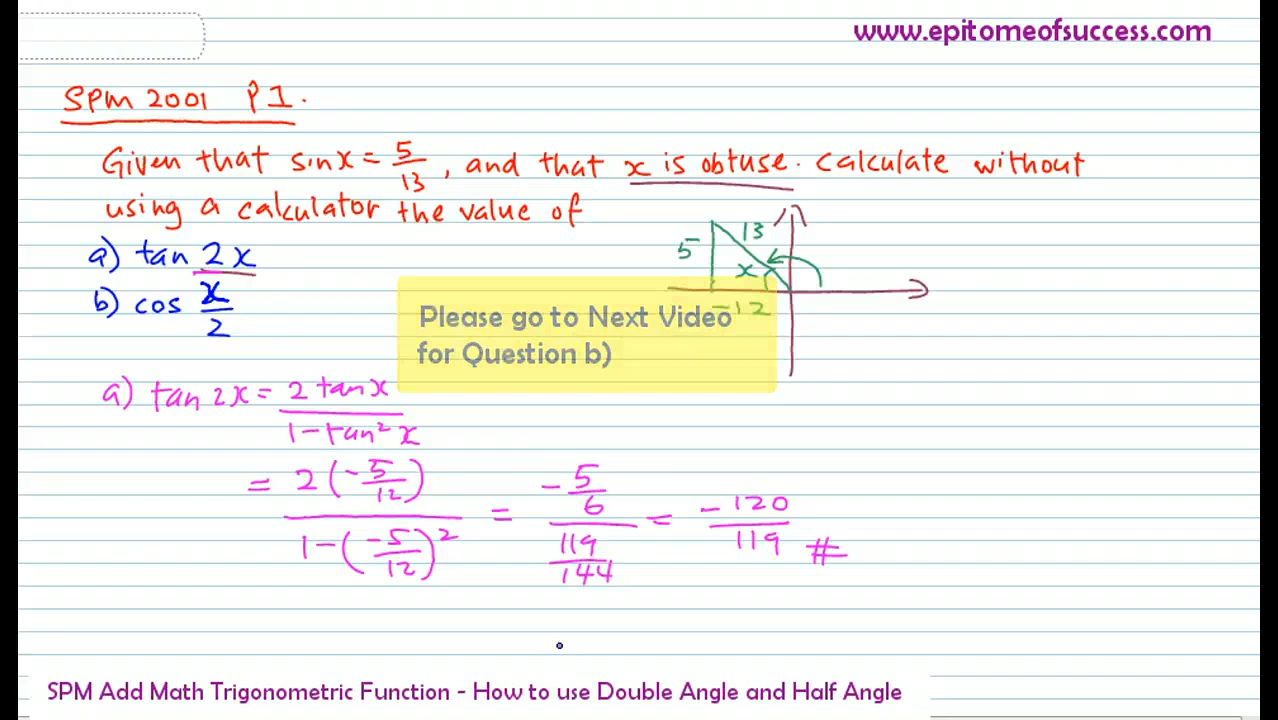 www.epitomeofsuccess.com
SPM 2001 P1.
Given that sinx = 5/13, and that x is obtuse. Calculate without
using a calculator the value of
a) tan 2x
b) cos x/2
5
13
x
-12
Please go to Next Video
for Question b)
a) tan 2x = 2 tanx / 1-tan²x
= 2(-5/12) / 1-(-5/12)² = -5/6 / 119/144 = -120/119 #
SPM Add Math Trigonometric Function - How to use Double Angle and Half Angle